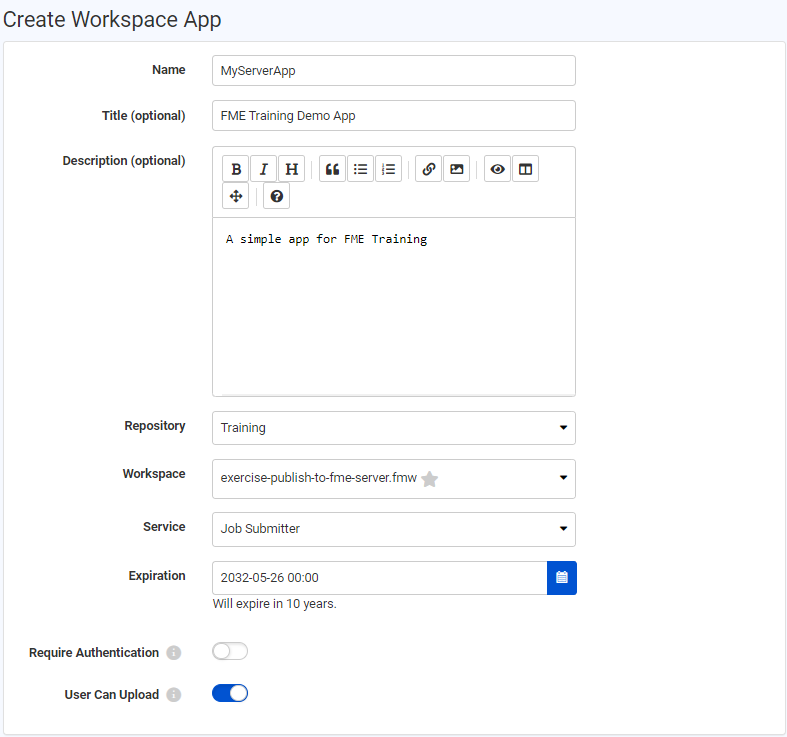 Create Workspace App
Name
MyServerApp
Title (optional)
FME Training Demo App
Description (optional)
B I H
A simple app for FME Training
Repository
Training
Workspace
exercise-publish-to-fme-server.fmw
Service
Job Submitter
Expiration
2032-05-26 00:00
Will expire in 10 years.
Require Authentication
User Can Upload